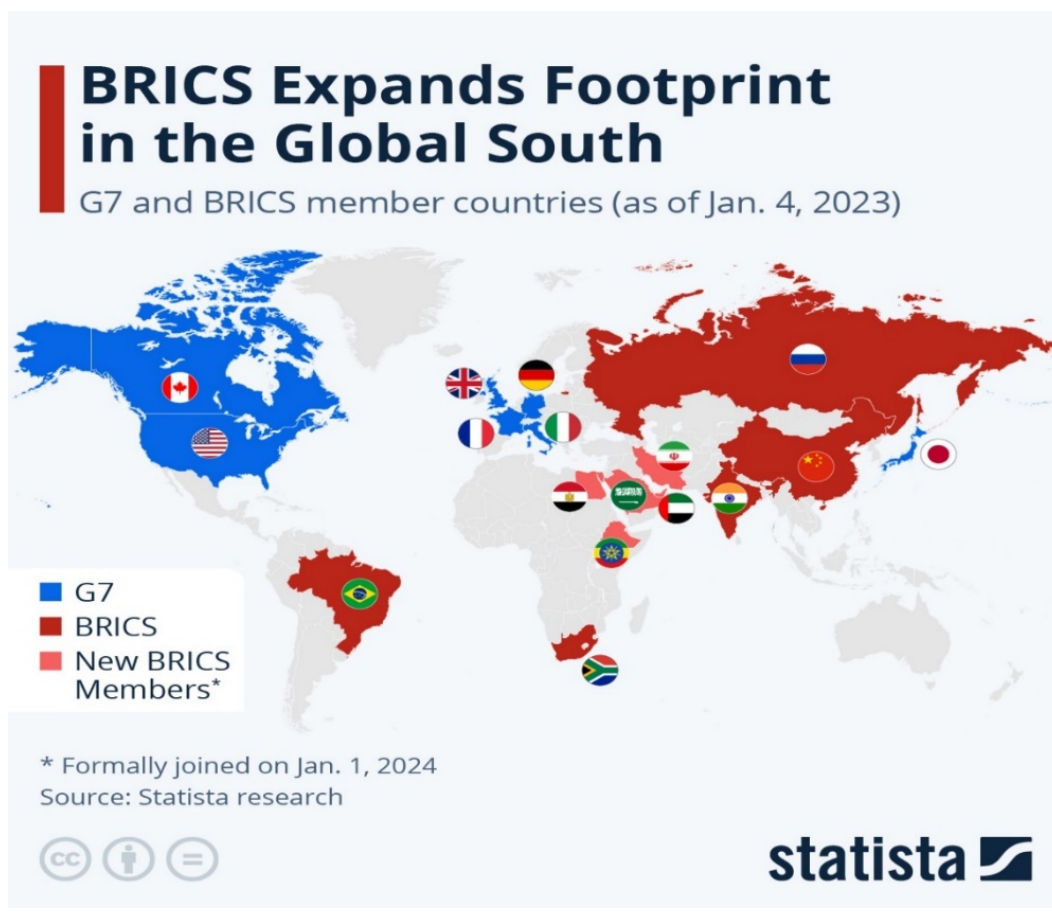 BRICS Expands Footprint
in the Global South
G7 and BRICS member countries (as of Jan. 4, 2023)
G7
BRICS
New BRICS
Members*
* Formally joined on Jan. 1, 2024
Source: Statista research
cc
statista